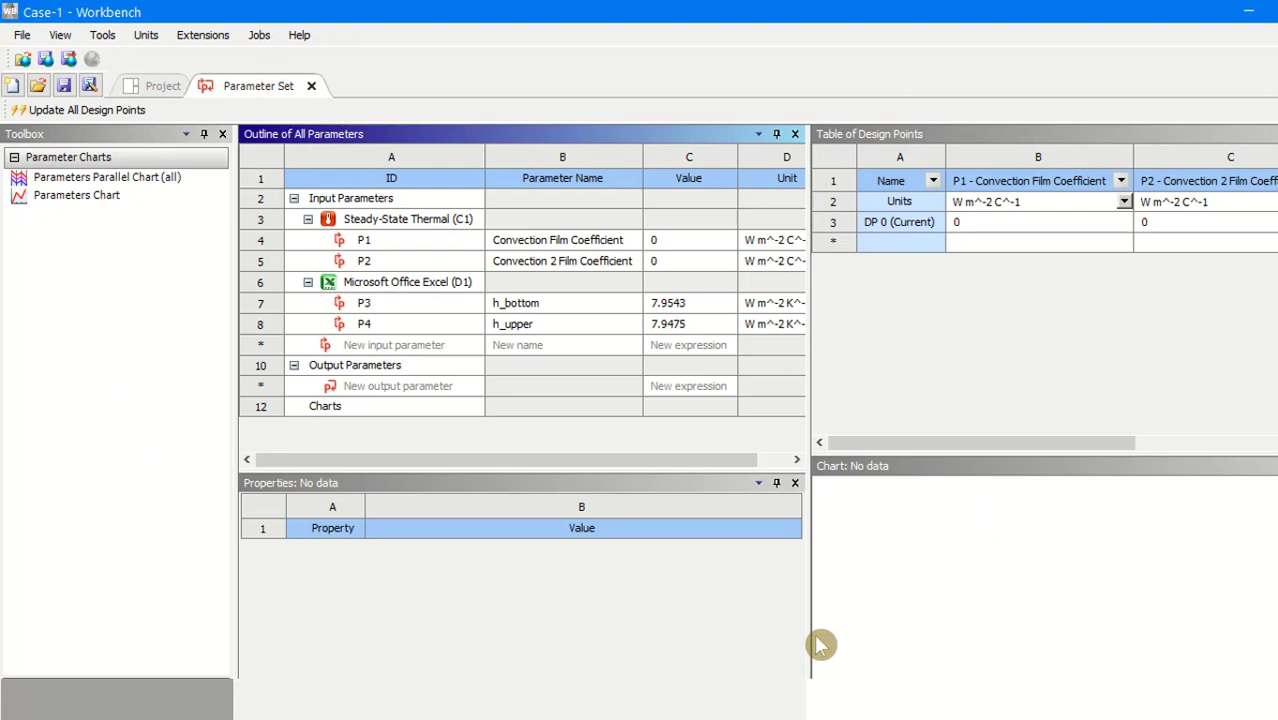 WB Case-1 - Workbench
File View Tools Units Extensions Jobs Help
Project Parameter Set
Update All Design Points
Toolbox
Parameter Charts
Parameters Parallel Chart (all)
Parameters Chart
Outline of All Parameters
A B C D
1 ID Parameter Name Value Unit
2 Input Parameters
3 Steady-State Thermal (C1)
4 P1 Convection Film Coefficient 0 W m^-2 C^-
5 P2 Convection 2 Film Coefficient 0 W m^-2 C^-
6 Microsoft Office Excel (D1)
7 P3 h_bottom 7.9543 W m^-2 K^-
8 P4 h_upper 7.9475 W m^-2 K^-
* New input parameter New name New expression
10 Output Parameters
* New output parameter New expression
12 Charts
Properties: No data
A B
1 Property Value
Table of Design Points
A B C
1 Name P1 - Convection Film Coefficient P2 - Convection 2 Film Coeff
2 Units W m^-2 C^-1 W m^-2 C^-1
3 DP 0 (Current) 0 0
*
Chart: No data